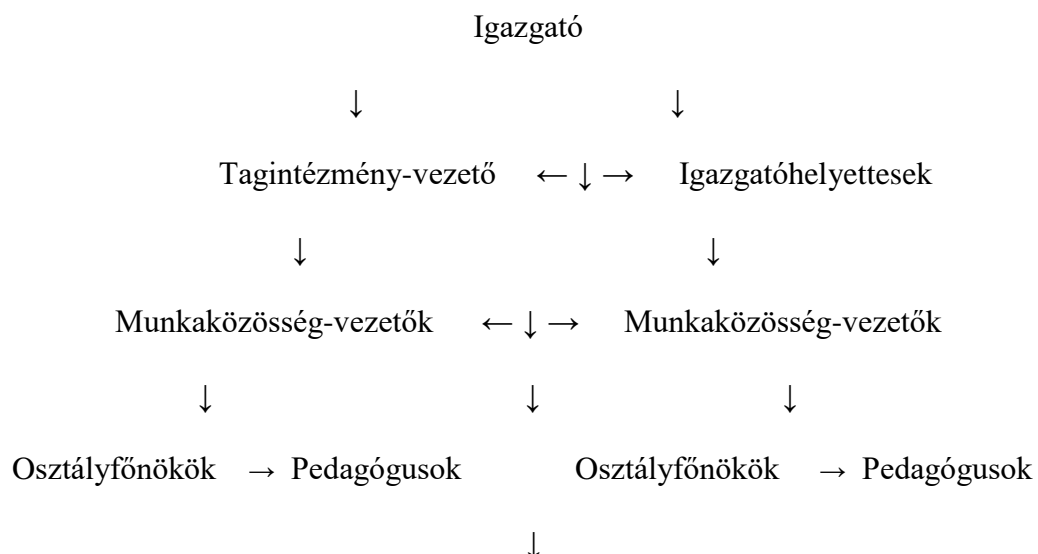 Igazgató
↓ ↓
Tagintézmény-vezető ← ↓ → Igazgatóhelyettesek
↓ ↓
Munkaközösség-vezetők ← ↓ → Munkaközösség-vezetők
↓ ↓ ↓
Osztályfőnökök → Pedagógusok Osztályfőnökök → Pedagógusok
↓